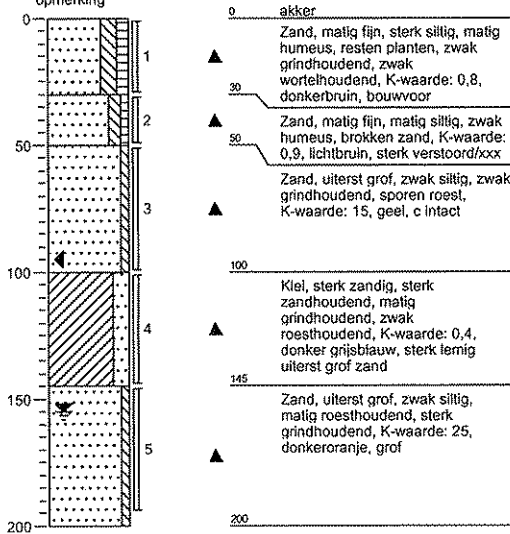 opmerking
0
50
100
150
200
1
2
3
4
5
0
akker
Zand, matig fijn, sterk siltig, matig
humeus, resten planten, zwak
grindhoudend, zwak
wortelhoudend, K-waarde: 0,8,
donkerbruin, bouwvoor
30
Zand, matig fijn, matig siltig, zwak
humeus, brokken zand, K-waarde:
0,9, lichtbruin, sterk verstoord/xxx
50
Zand, uiterst grof, zwak siltig, zwak
grindhoudend, sporen roest,
K-waarde: 15, geel, c intact
100
Klei, sterk zandig, sterk
zandhoudend, matig
grindhoudend, zwak
roesthoudend, K-waarde: 0,4,
donker grijsblauw, sterk lemig
uiterst grof zand
145
Zand, uiterst grof, zwak siltig,
matig roesthoudend, sterk
grindhoudend, K-waarde: 25,
donkeroranje, grof
200